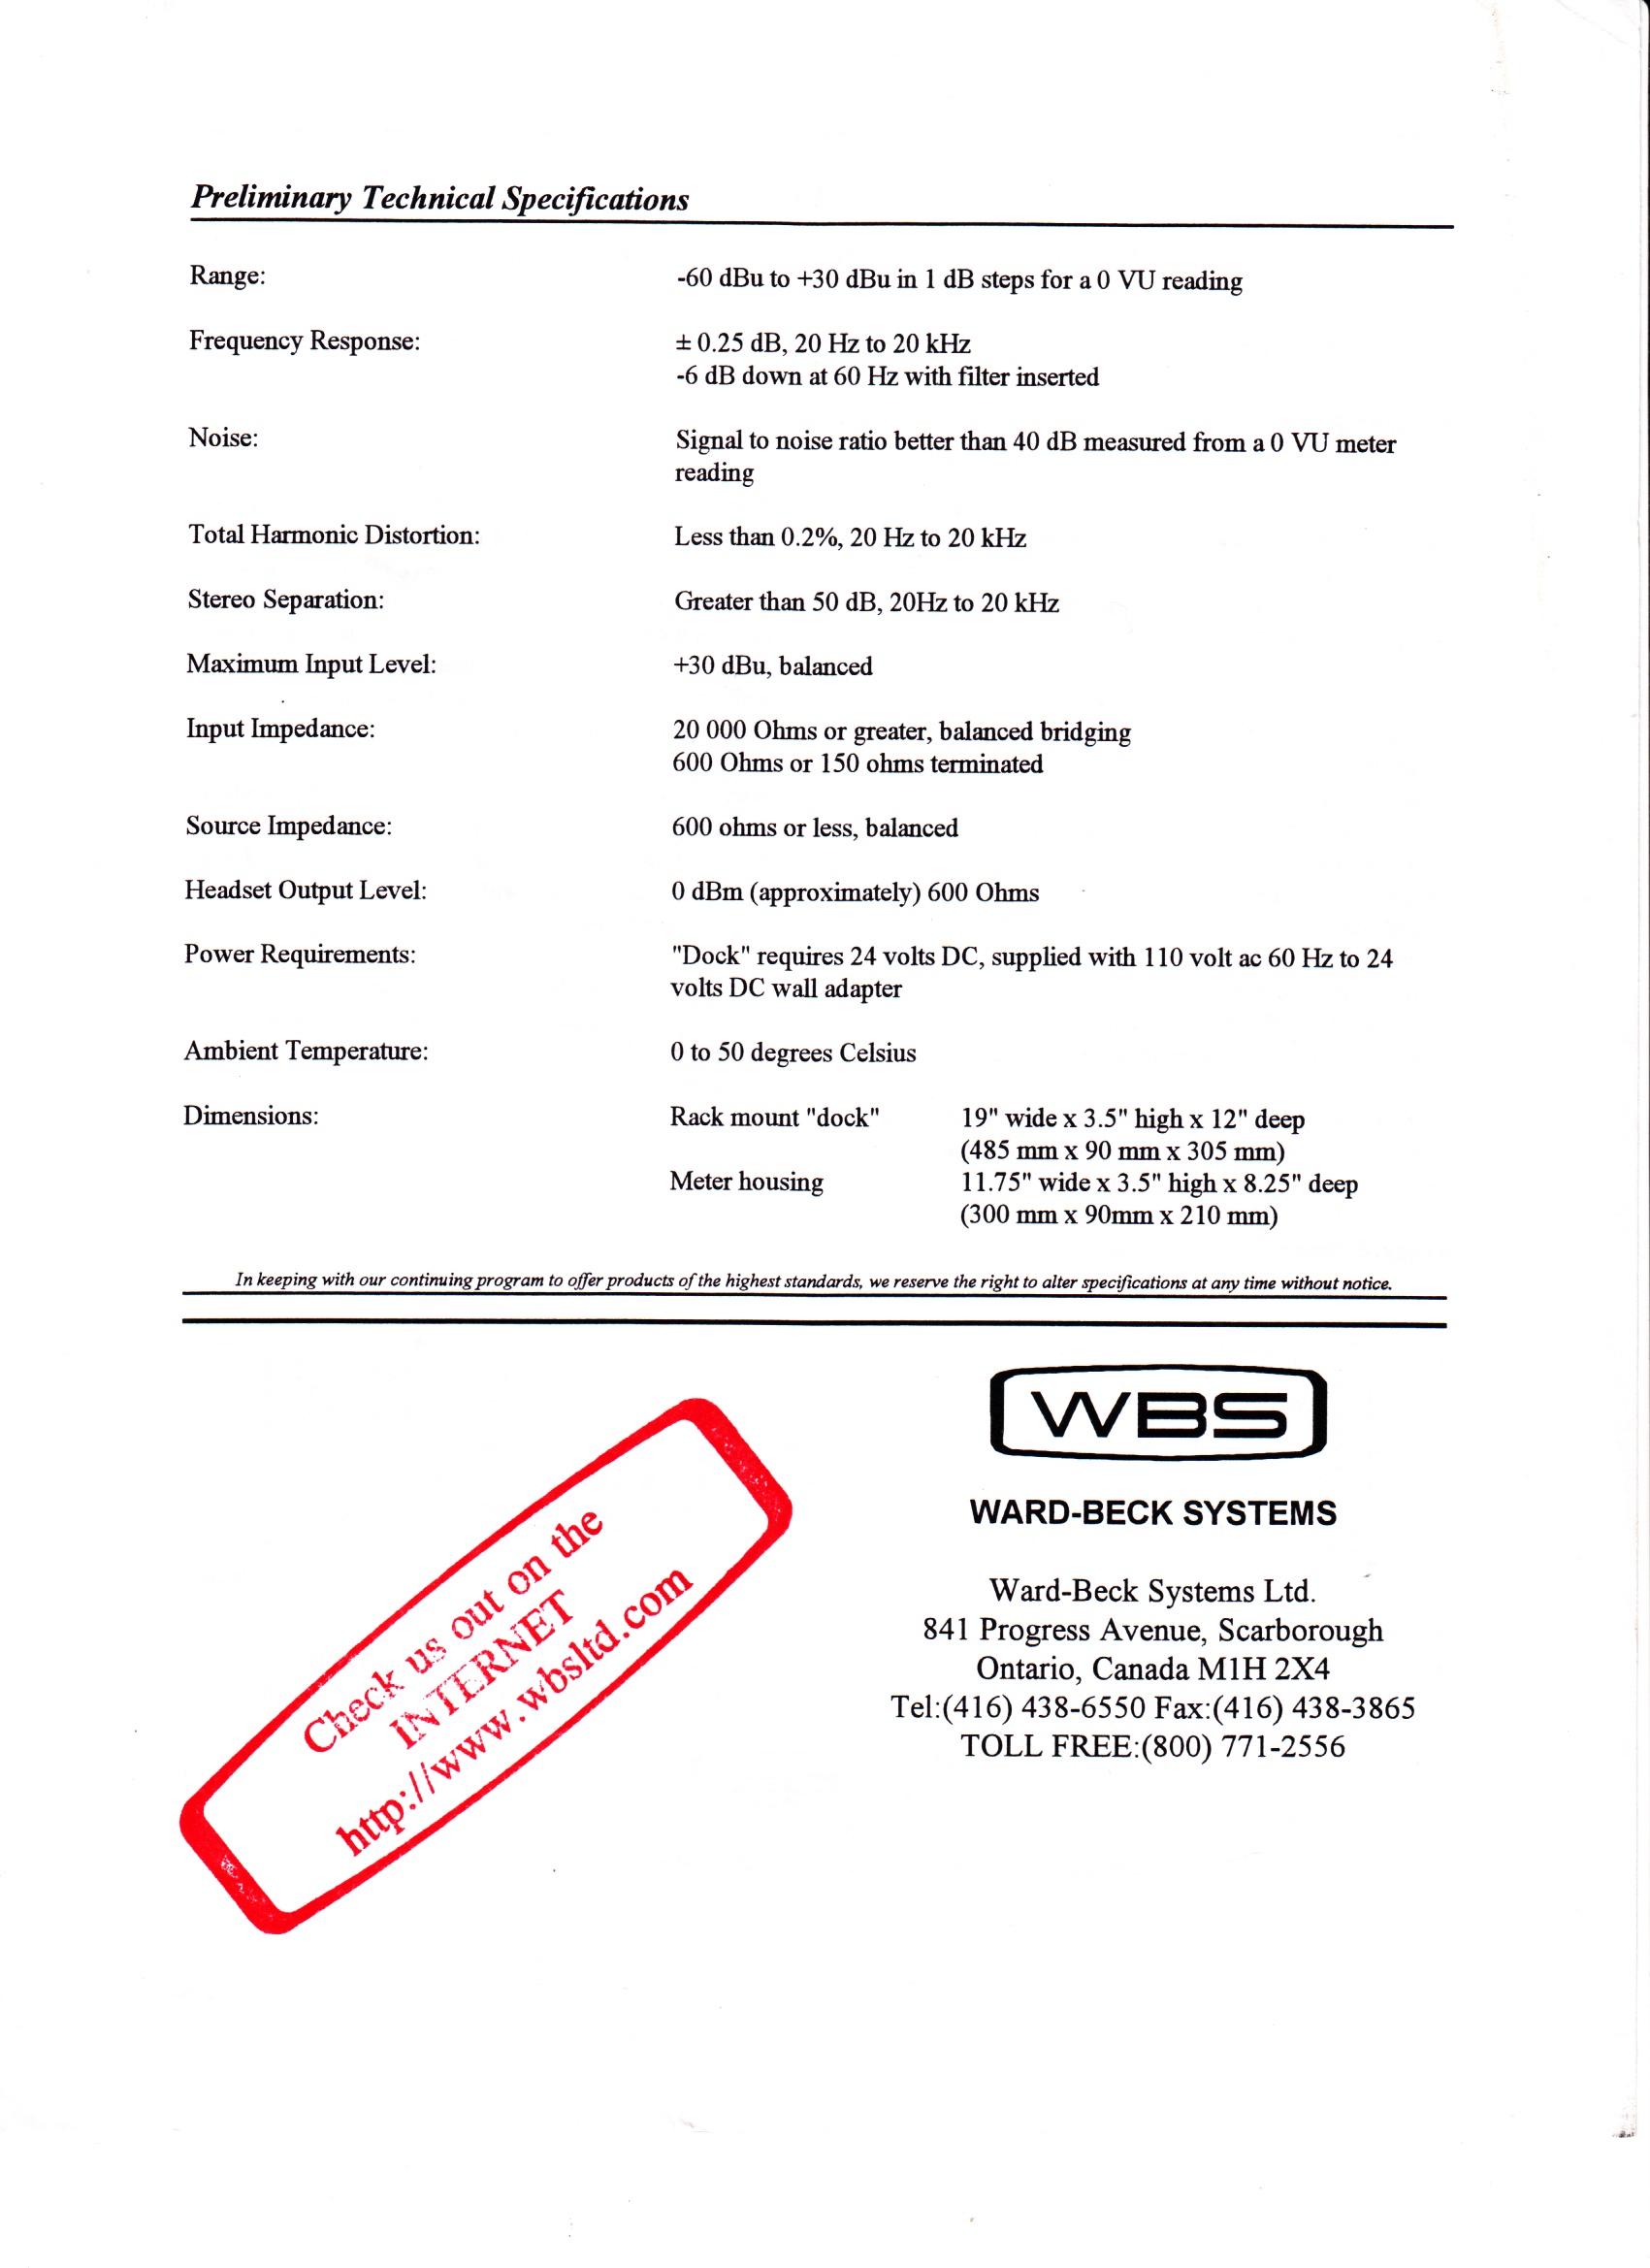 Preliminary Technical Specifications
Range: -60 dBu to +30 dBu in 1 dB steps for a 0 VU reading
Frequency Response: ± 0.25 dB, 20 Hz to 20 kHz
-6 dB down at 60 Hz with filter inserted
Noise: Signal to noise ratio better than 40 dB measured from a 0 VU meter
reading
Total Harmonic Distortion: Less than 0.2%, 20 Hz to 20 kHz
Stereo Separation: Greater than 50 dB, 20Hz to 20 kHz
Maximum Input Level: +30 dBu, balanced
Input Impedance: 20 000 Ohms or greater, balanced bridging
600 Ohms or 150 ohms terminated
Source Impedance: 600 ohms or less, balanced
Headset Output Level: 0 dBm (approximately) 600 Ohms
Power Requirements: "Dock" requires 24 volts DC, supplied with 110 volt ac 60 Hz to 24
volts DC wall adapter
Ambient Temperature: 0 to 50 degrees Celsius
Dimensions: Rack mount "dock" 19" wide x 3.5" high x 12" deep
(485 mm x 90 mm x 305 mm)
Meter housing 11.75" wide x 3.5" high x 8.25" deep
(300 mm x 90mm x 210 mm)
In keeping with our continuing program to offer products of the highest standards, we reserve the right to alter specifications at any time without notice.
Check us out on the
INTERNET
http://www.wbsltd.com
WBS
WARD-BECK SYSTEMS
Ward-Beck Systems Ltd.
841 Progress Avenue, Scarborough
Ontario, Canada M1H 2X4
Tel:(416) 438-6550 Fax:(416) 438-3865
TOLL FREE:(800) 771-2556